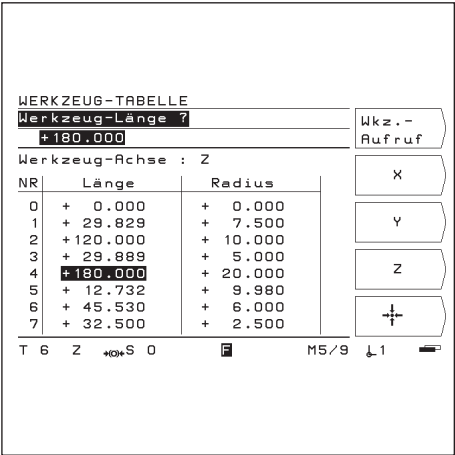 WERKZEUG-TABELLE
Werkzeug-Länge ?
+180.000
Werkzeug-Achse : Z
NR Länge Radius
0 + 0.000 + 0.000
1 + 29.829 + 7.500
2 +120.000 + 10.000
3 + 29.889 + 5.000
4 +180.000 + 20.000
5 + 12.732 + 9.980
6 + 45.530 + 6.000
7 + 32.500 + 2.500
T 6 Z S 0 F M5/9 1
Wkz.-
Aufruf
X
Y
Z